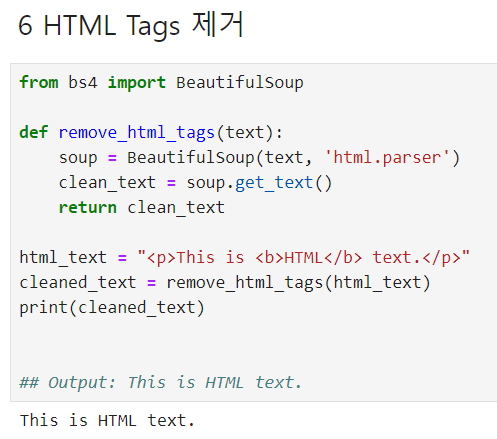 6 HTML Tags 제거
from bs4 import BeautifulSoup
def remove_html_tags(text):
    soup = BeautifulSoup(text, 'html.parser')
    clean_text = soup.get_text()
    return clean_text
html_text = "<p>This is <b>HTML</b> text.</p>"
cleaned_text = remove_html_tags(html_text)
print(cleaned_text)
## Output: This is HTML text.
This is HTML text.